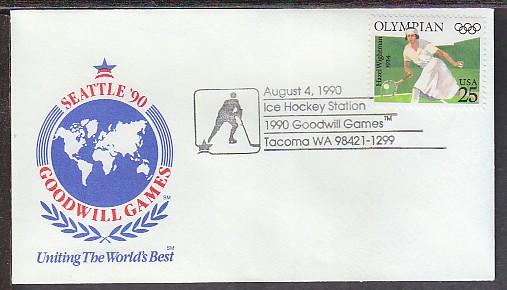 SEATTLE '90
GOODWILL GAMES
SM
Uniting The World's Best
SM
August 4, 1990
Ice Hockey Station
1990 Goodwill Games™
Tacoma WA 98421-1299
OLYMPIAN
Hazel Wightman
1924
USA
25